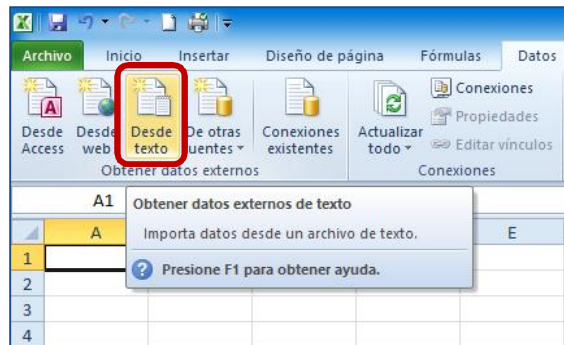 Archivo Inicio Insertar Diseño de página Fórmulas Datos
Desde Access
Desde web
Desde texto
De otras fuentes
Conexiones existentes
Actualizar todo
Conexiones
Propiedades
Editar vínculos
Obtener datos externos
Conexiones
A1
Obtener datos externos de texto
Importa datos desde un archivo de texto.
Presione F1 para obtener ayuda.
A E
1
2
3
4